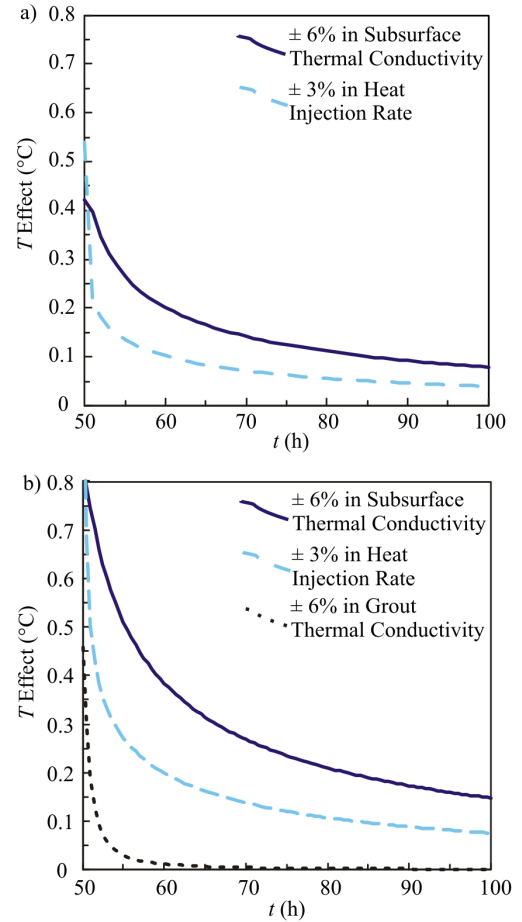 a)
0.8
0.7
0.6
0.5
0.4
0.3
0.2
0.1
0
T Effect (°C)
± 6% in Subsurface
Thermal Conductivity
± 3% in Heat
Injection Rate
50 60 70 80 90 100
t (h)
b)
0.8
0.7
0.6
0.5
0.4
0.3
0.2
0.1
0
T Effect (°C)
± 6% in Subsurface
Thermal Conductivity
± 3% in Heat
Injection Rate
± 6% in Grout
Thermal Conductivity
50 60 70 80 90 100
t (h)